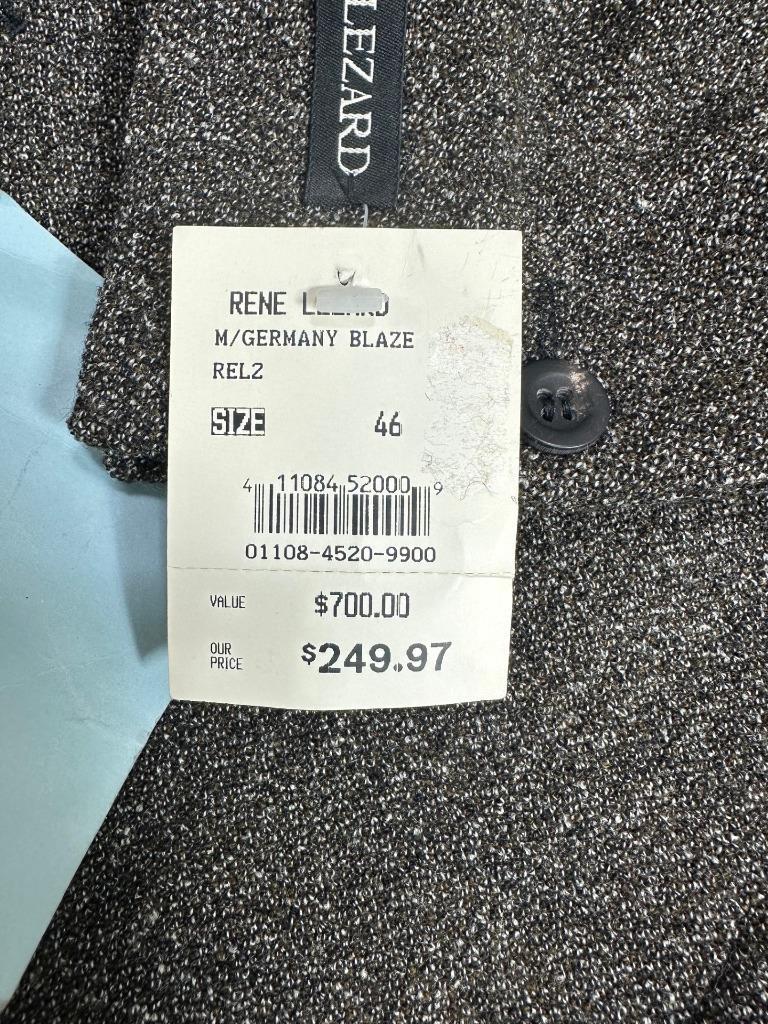 LEZARD
RENE
M/GERMANY BLAZE
RELZ
SIZE 46
4 11084 52000 9
01108-4520-9900
VALUE $700.00
OUR PRICE $249.97